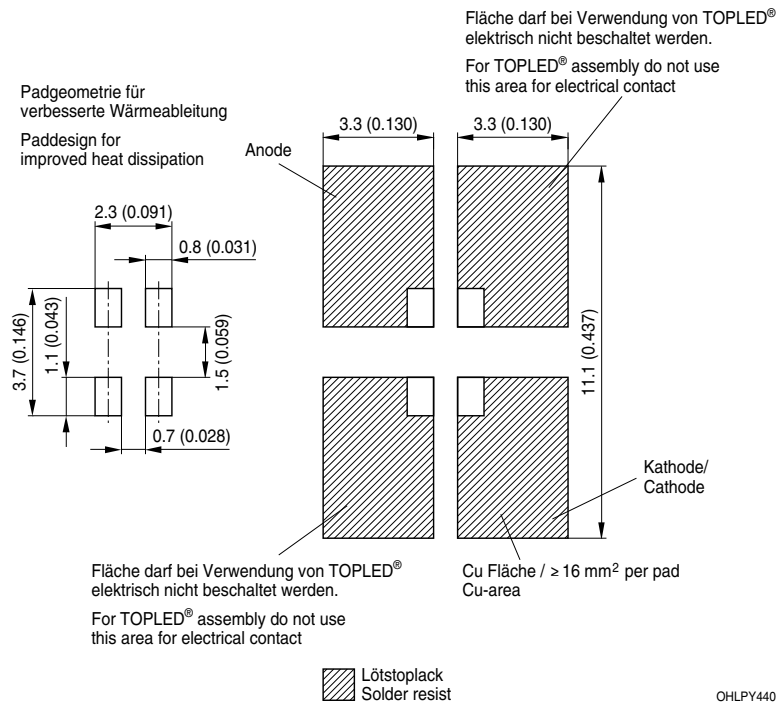 Fläche darf bei Verwendung von TOPLED®
elektrisch nicht beschaltet werden.
For TOPLED® assembly do not use
this area for electrical contact
Padgeometrie für
verbesserte Wärmeableitung
Paddesign for
improved heat dissipation
Anode
3.3 (0.130)
3.3 (0.130)
2.3 (0.091)
0.8 (0.031)
3.7 (0.146)
1.1 (0.043)
1.5 (0.059)
0.7 (0.028)
11.1 (0.437)
Kathode/
Cathode
Fläche darf bei Verwendung von TOPLED®
elektrisch nicht beschaltet werden.
For TOPLED® assembly do not use
this area for electrical contact
Cu Fläche / ≥ 16 mm² per pad
Cu-area
Lötstoplack
Solder resist
OHLPY440